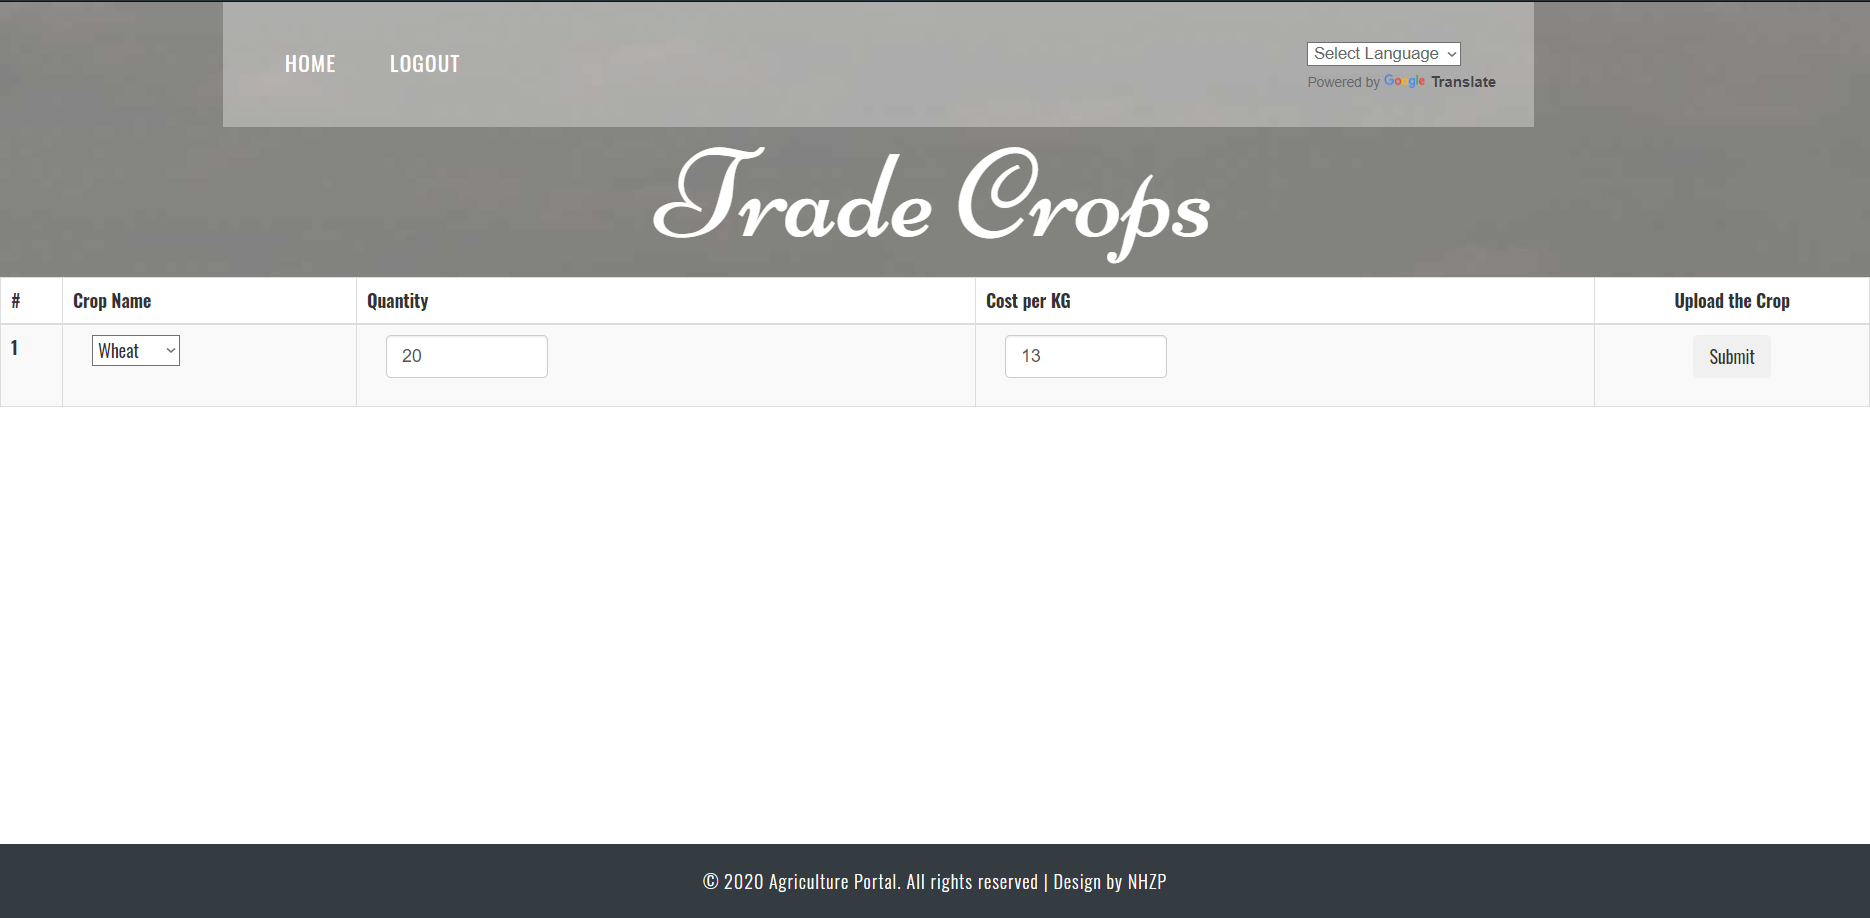 HOME LOGOUT Select Language
Powered by Google Translate
Trade Crops
# Crop Name Quantity Cost per KG Upload the Crop
1 Wheat 20 13 Submit
© 2020 Agriculture Portal. All rights reserved | Design by NHZP